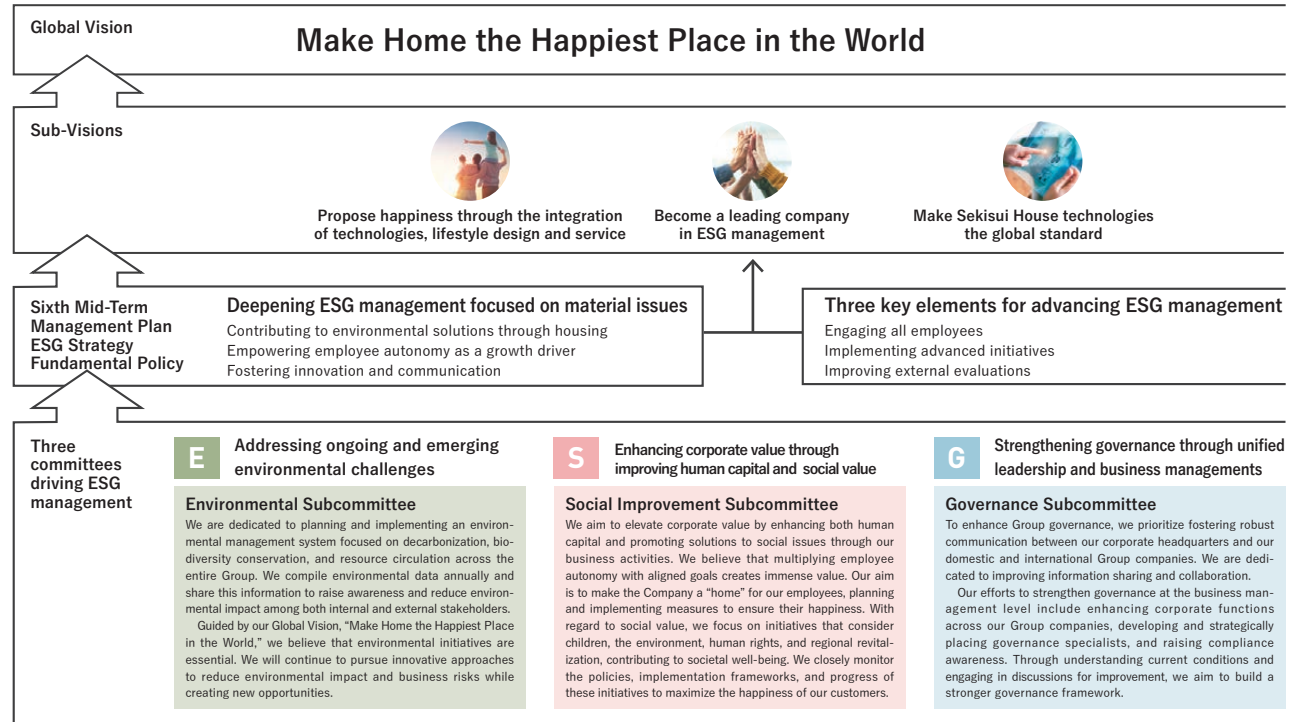 Global Vision
Make Home the Happiest Place in the World
Sub-Visions
Propose happiness through the integration
of technologies, lifestyle design and service
Become a leading company
in ESG management
Make Sekisui House technologies
the global standard
Sixth Mid-Term
Management Plan
ESG Strategy
Fundamental Policy
Deepening ESG management focused on material issues
Contributing to environmental solutions through housing
Empowering employee autonomy as a growth driver
Fostering innovation and communication
Three key elements for advancing ESG management
Engaging all employees
Implementing advanced initiatives
Improving external evaluations
Three
committees
driving ESG
management
E
Addressing ongoing and emerging
environmental challenges
Environmental Subcommittee
We are dedicated to planning and implementing an environ-
mental management system focused on decarbonization, bio-
diversity conservation, and resource circulation across the
entire Group. We compile environmental data annually and
share this information to raise awareness and reduce environ-
mental impact among both internal and external stakeholders.
Guided by our Global Vision, “Make Home the Happiest Place
in the World,” we believe that environmental initiatives are
essential. We will continue to pursue innovative approaches
to reduce environmental impact and business risks while
creating new opportunities.
S
Enhancing corporate value through
improving human capital and social value
Social Improvement Subcommittee
We aim to elevate corporate value by enhancing both human
capital and promoting solutions to social issues through our
business activities. We believe that multiplying employee
autonomy with aligned goals creates immense value. Our aim
is to make the Company a “home” for our employees, planning
and implementing measures to ensure their happiness. With
regard to social value, we focus on initiatives that consider
children, the environment, human rights, and regional revital-
ization, contributing to societal well-being. We closely monitor
the policies, implementation frameworks, and progress of
these initiatives to maximize the happiness of our customers.
G
Strengthening governance through unified
leadership and business managements
Governance Subcommittee
To enhance Group governance, we prioritize fostering robust
communication between our corporate headquarters and our
domestic and international Group companies. We are dedi-
cated to improving information sharing and collaboration.
Our efforts to strengthen governance at the business man-
agement level include enhancing corporate functions
across our Group companies, developing and strategically
placing governance specialists, and raising compliance
awareness. Through understanding current conditions and
engaging in discussions for improvement, we aim to build a
stronger governance framework.